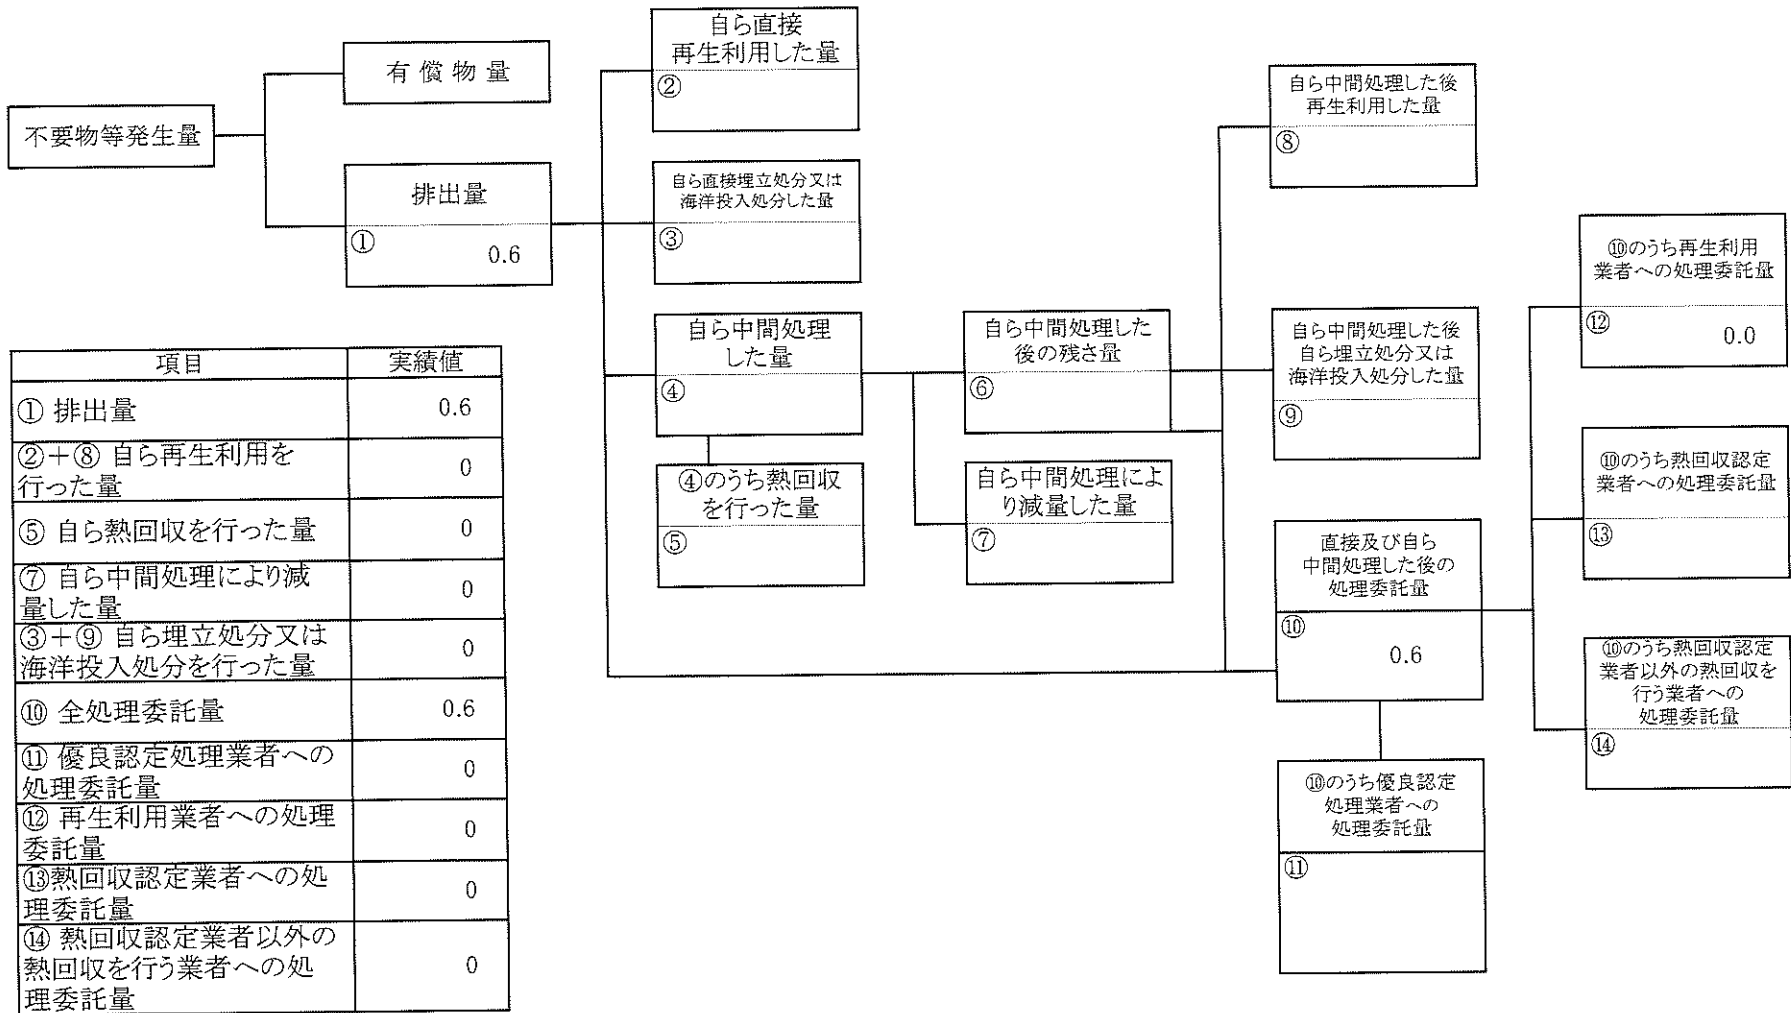 不要物等発生量
有償物量
排出量
①
0.6
自ら直接
再生利用した量
②
自ら直接埋立処分又は
海洋投入処分した量
③
自ら中間処理
した量
④
④のうち熱回収
を行った量
⑤
自ら中間処理した
後の残さ量
⑥
自ら中間処理によ
り減量した量
⑦
自ら中間処理した後
再生利用した量
⑧
自ら中間処理した後
自ら埋立処分又は
海洋投入処分した量
⑨
直接及び自ら
中間処理した後の
処理委託量
⑩
0.6
⑩のうち優良認定
処理業者への
処理委託量
⑪
⑩のうち再生利用
業者への処理委託量
⑫
0.0
⑩のうち熱回収認定
業者への処理委託量
⑬
⑩のうち熱回収認定
業者以外の熱回収を
行う業者への
処理委託量
⑭
項目 実績値
① 排出量 0.6
②+⑧ 自ら再生利用を
行った量 0
⑤ 自ら熱回収を行った量 0
⑦ 自ら中間処理により減
量した量 0
③+⑨ 自ら埋立処分又は
海洋投入処分を行った量 0
⑩ 全処理委託量 0.6
⑪ 優良認定処理業者への
処理委託量 0
⑫ 再生利用業者への処理
委託量 0
⑬熱回収認定業者への処
理委託量 0
⑭ 熱回収認定業者以外の
熱回収を行う業者への処
理委託量 0